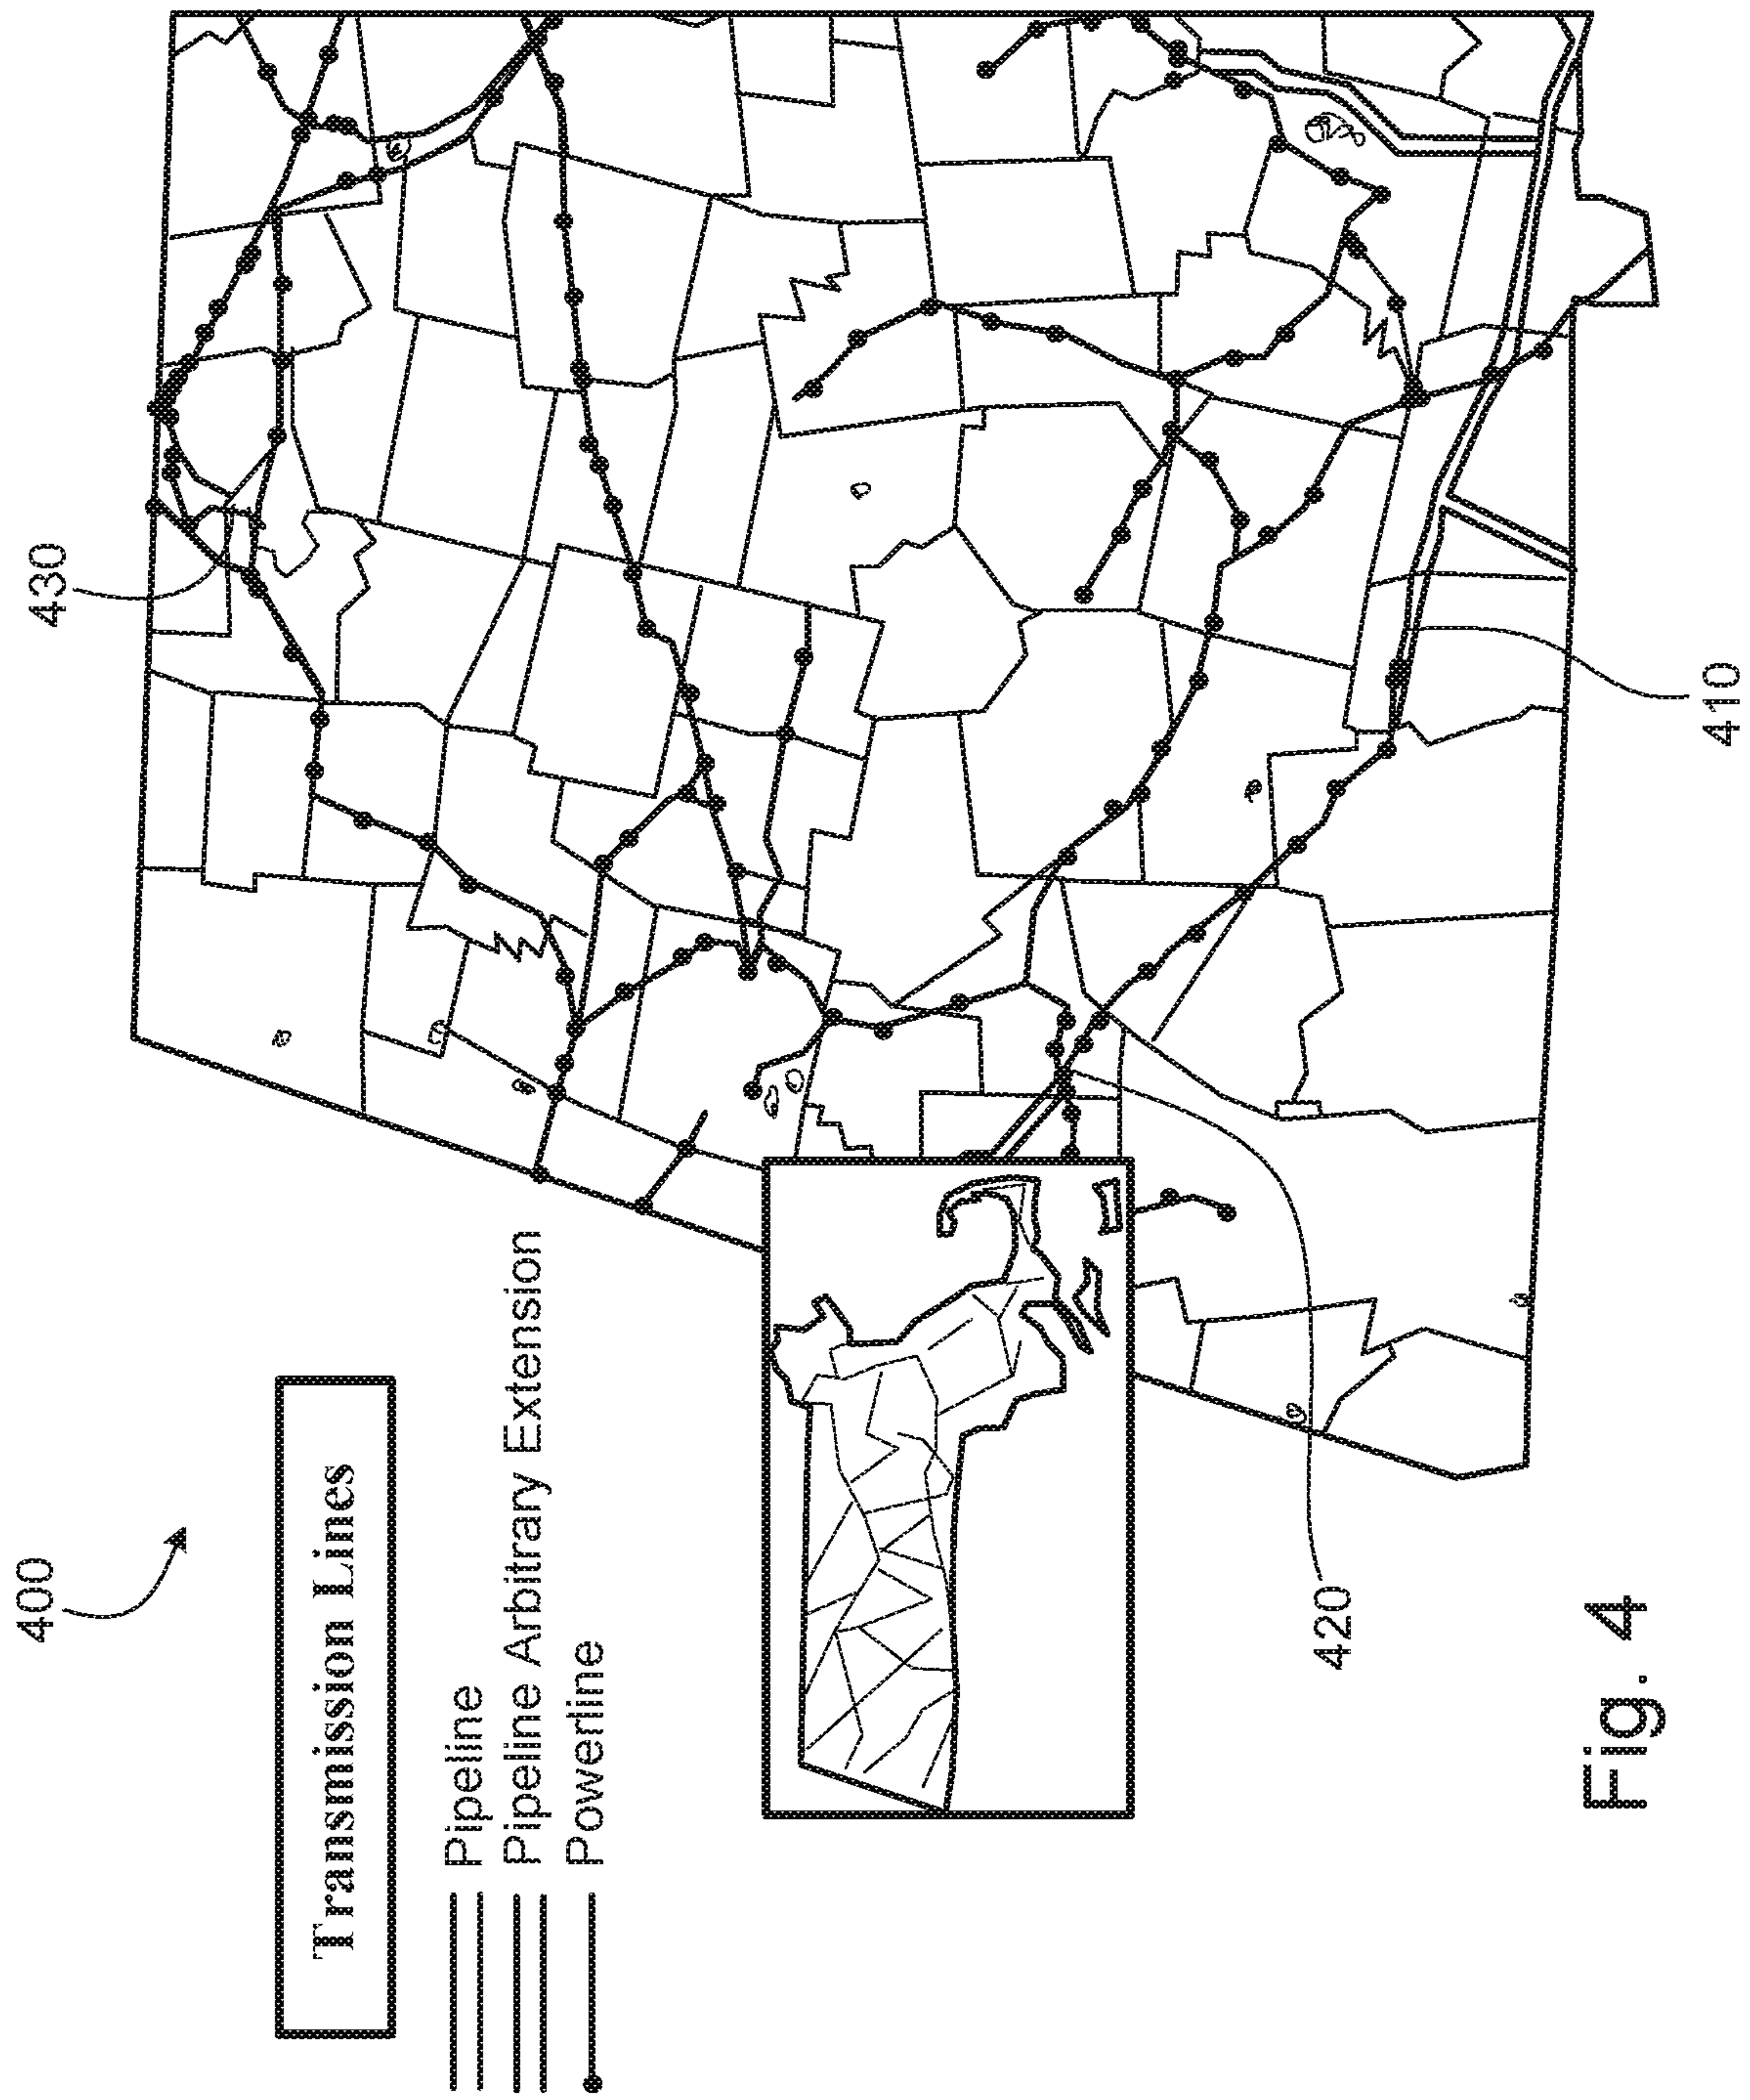 400
Transmission Lines
Pipeline
Pipeline Arbitrary Extension
Powerline
430
410
420
Fig. 4